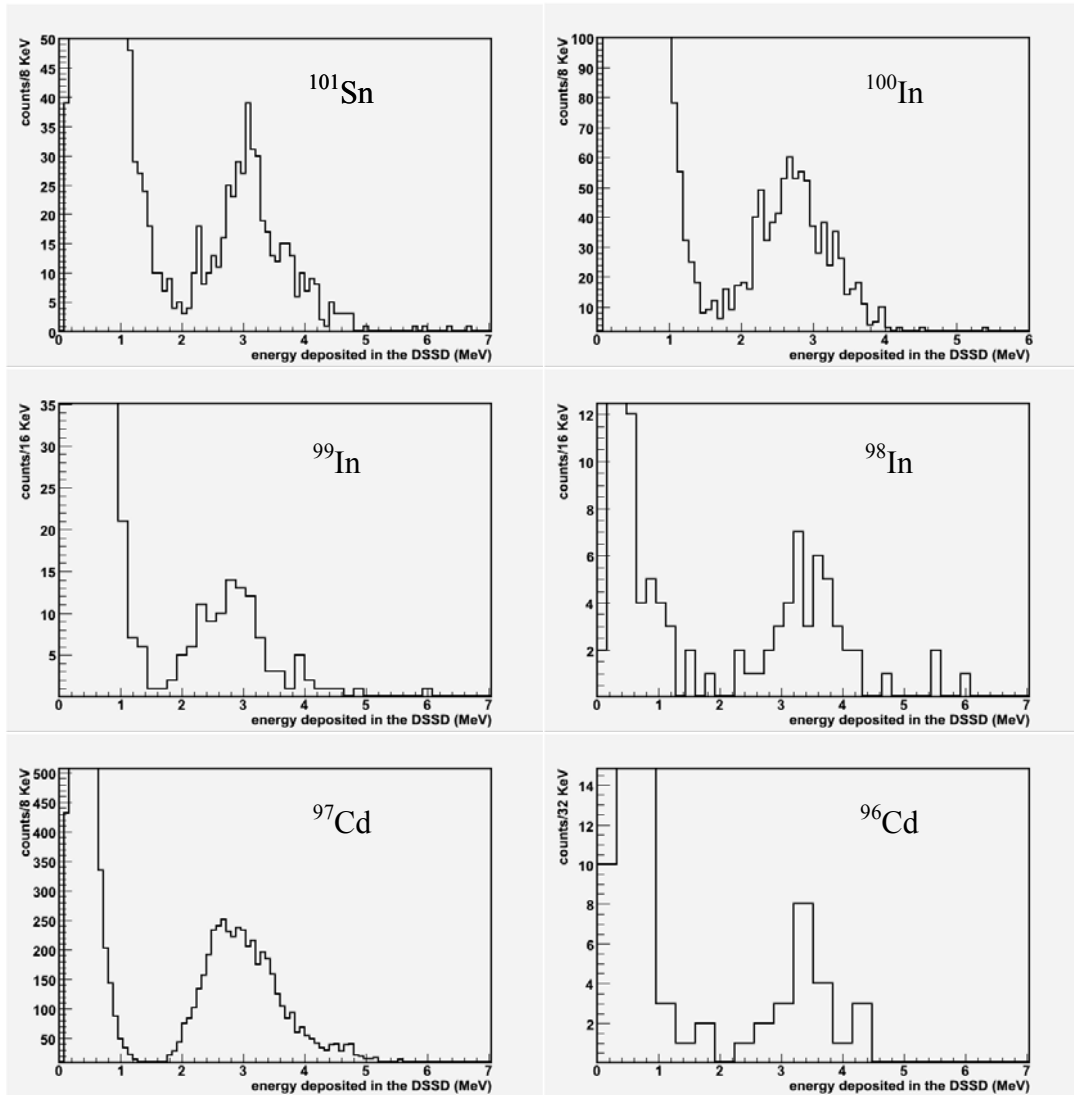 counts/8 KeV
50
45
40
35
30
25
20
15
10
5
0
¹⁰¹Sn
0 1 2 3 4 5 6 7
energy deposited in the DSSD (MeV)
counts/8 KeV
100
90
80
70
60
50
40
30
20
10
¹⁰⁰In
0 1 2 3 4 5 6
energy deposited in the DSSD (MeV)
counts/16 KeV
35
30
25
20
15
10
5
⁹⁹In
0 1 2 3 4 5 6 7
energy deposited in the DSSD (MeV)
counts/16 KeV
12
10
8
6
4
2
⁹⁸In
0 1 2 3 4 5 6 7
energy deposited in the DSSD (MeV)
counts/8 KeV
500
450
400
350
300
250
200
150
100
50
⁹⁷Cd
0 1 2 3 4 5 6 7
energy deposited in the DSSD (MeV)
counts/32 KeV
14
12
10
8
6
4
2
⁹⁶Cd
0 1 2 3 4 5 6 7
energy deposited in the DSSD (MeV)